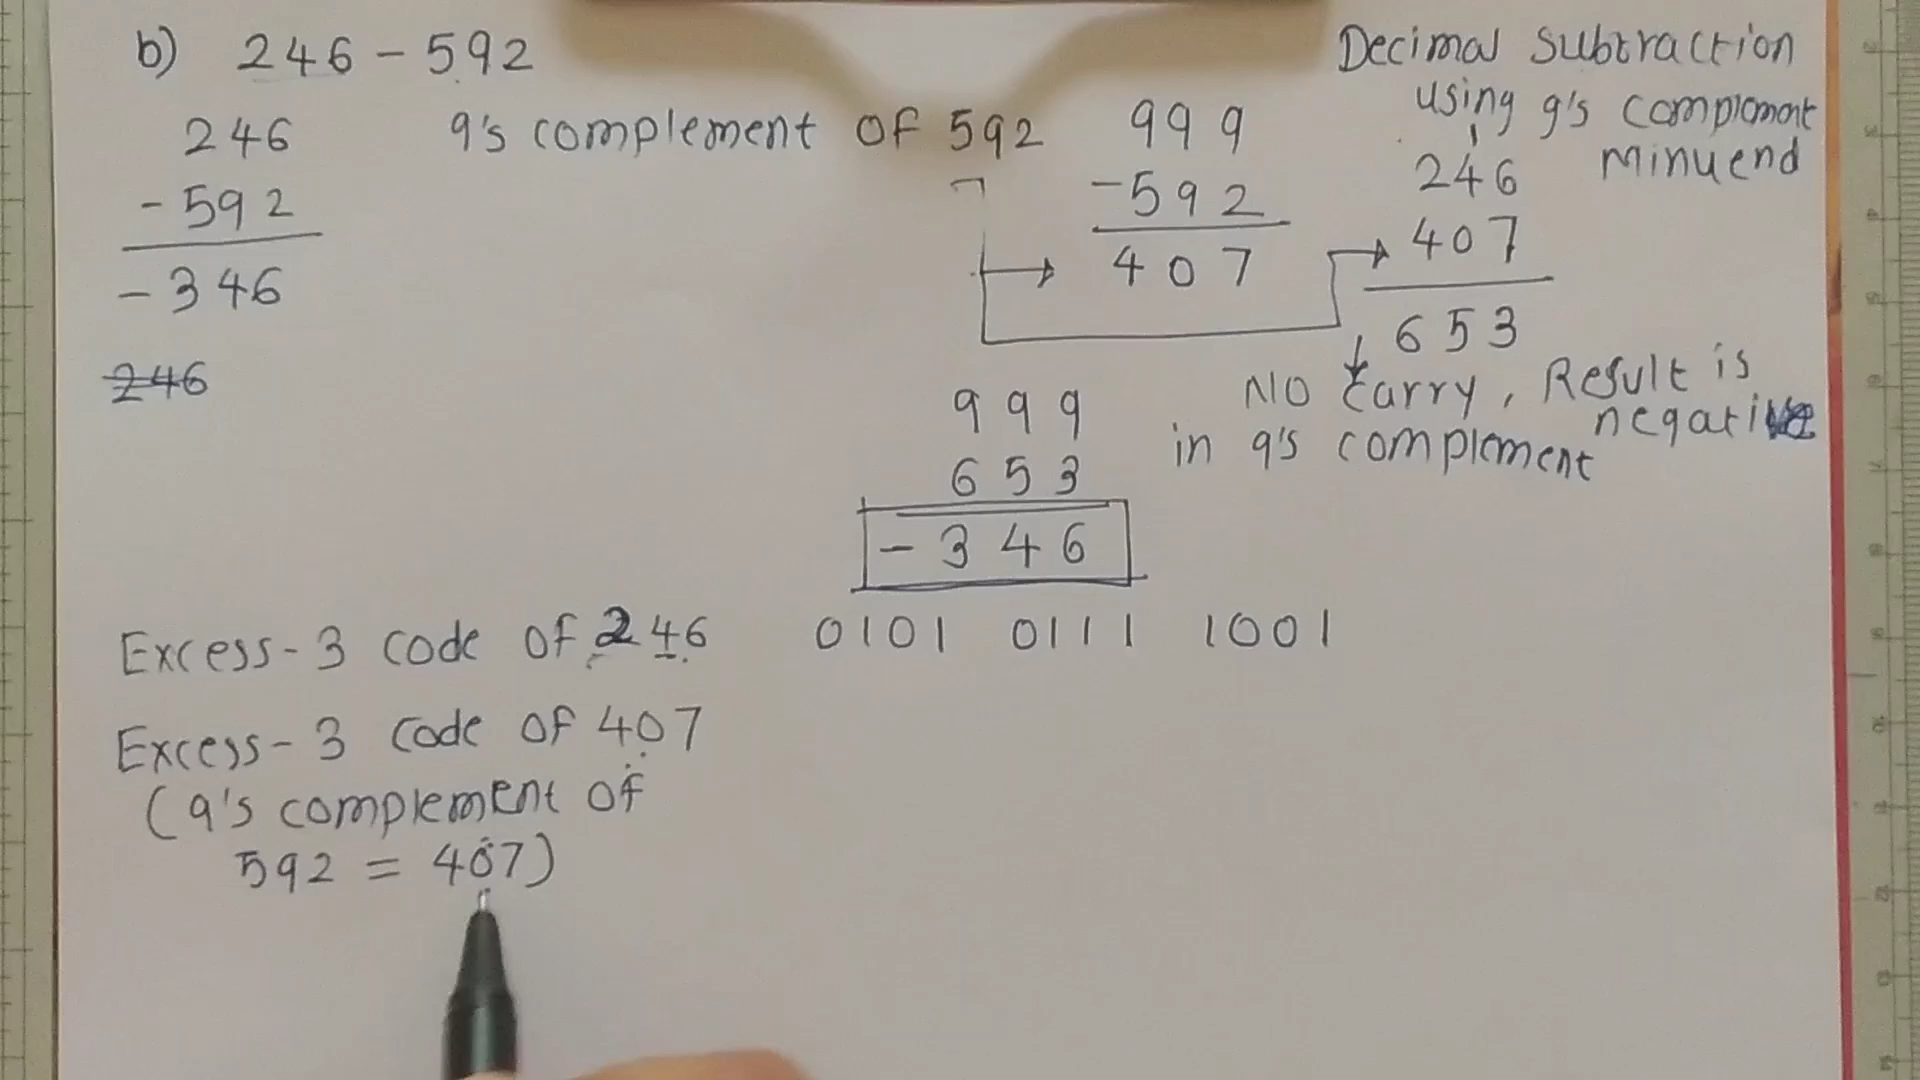 b) 246 - 592
246
- 592
- 346
246
9's complement of 592
999
- 592
407
Decimal Subtraction
using 9's complement
Minuend
246
407
653
No carry, Result is
negative
in 9's complement
999
653
- 346
Excess-3 code of 246 0101 0111 1001
Excess-3 code of 407
(9's complement of
592 = 407)